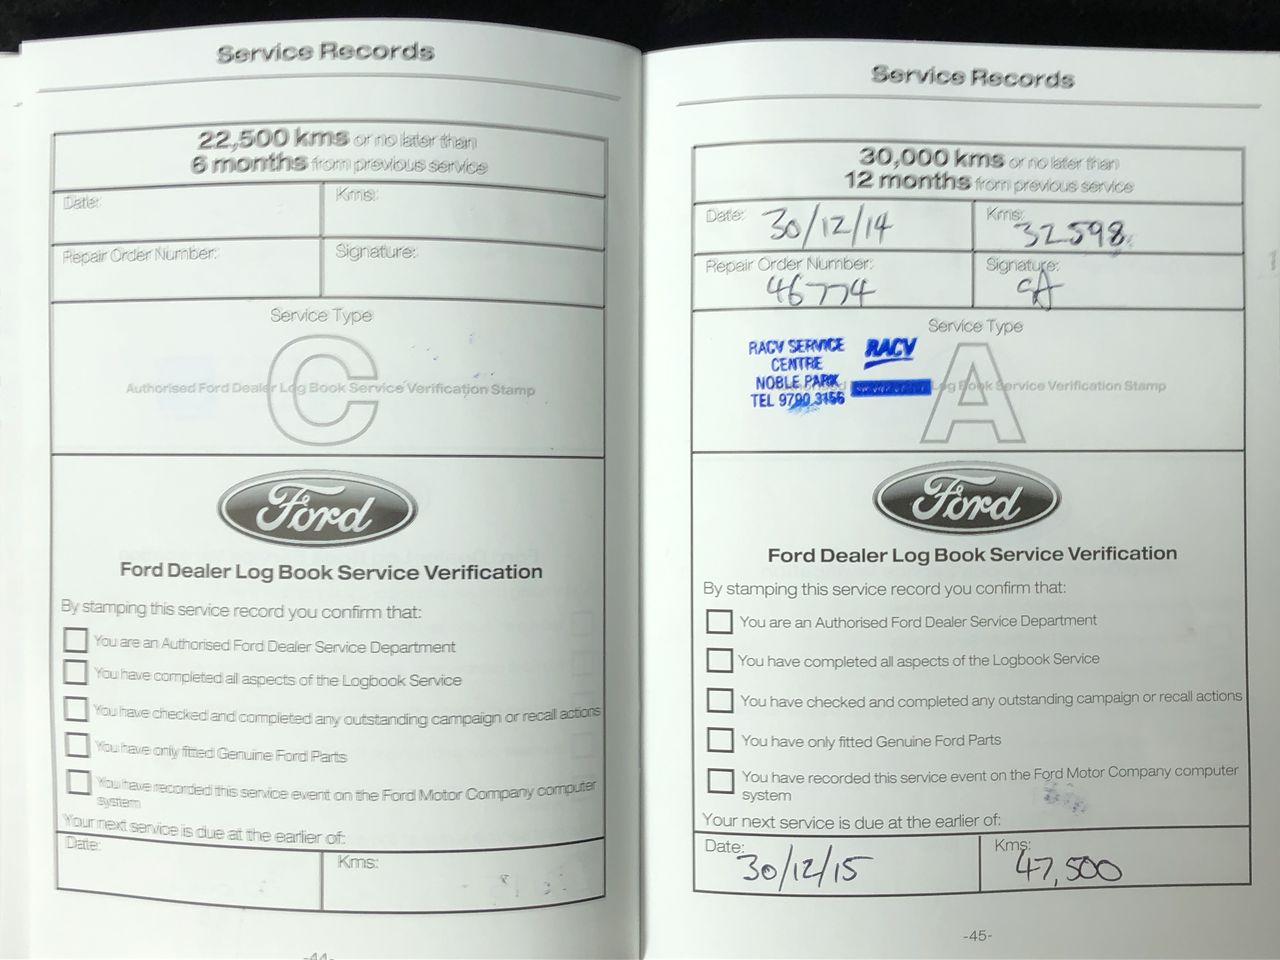 Service Records
22,500 kms or no later than
6 months from previous service
Date:
Kms:
Repair Order Number:
Signature:
Service Type
C
Authorised Ford Dealer Log Book Service Verification Stamp
Ford
Ford Dealer Log Book Service Verification
By stamping this service record you confirm that:
You are an Authorised Ford Dealer Service Department
You have completed all aspects of the Logbook Service
You have checked and completed any outstanding campaign or recall actions
You have only fitted Genuine Ford Parts
You have recorded this service event on the Ford Motor Company computer
system
Your next service is due at the earlier of:
Date:
Kms:
-44-
Service Records
30,000 kms or no later than
12 months from previous service
Date: 30/12/14
Kms: 32598
Repair Order Number: 46774
Signature:
Service Type
A
RACV SERVICE
CENTRE
NOBLE PARK
TEL 9790 3156
RACV
Log Book Service Verification Stamp
Ford
Ford Dealer Log Book Service Verification
By stamping this service record you confirm that:
You are an Authorised Ford Dealer Service Department
You have completed all aspects of the Logbook Service
You have checked and completed any outstanding campaign or recall actions
You have only fitted Genuine Ford Parts
You have recorded this service event on the Ford Motor Company computer
system
Your next service is due at the earlier of:
Date: 30/12/15
Kms: 47,500
-45-